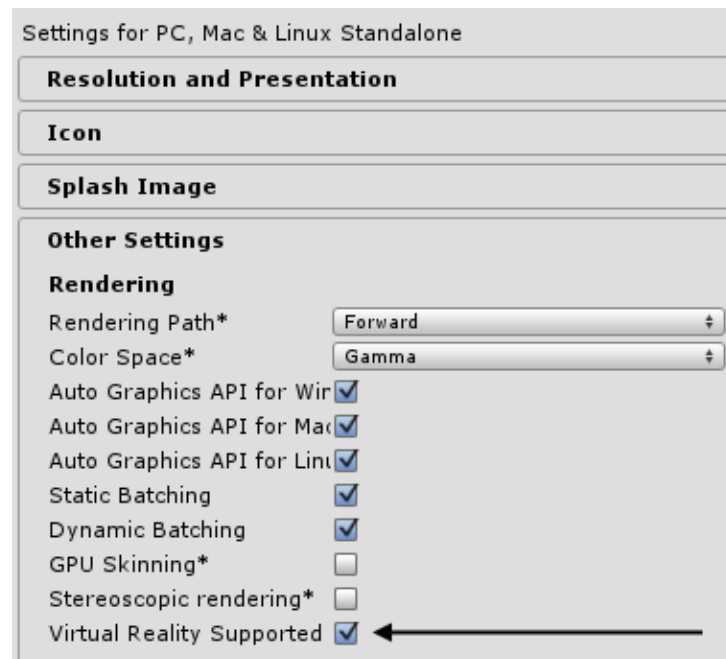 Settings for PC, Mac & Linux Standalone
Resolution and Presentation
Icon
Splash Image
Other Settings
Rendering
Rendering Path* Forward
Color Space* Gamma
Auto Graphics API for Win
Auto Graphics API for Mac
Auto Graphics API for Linu
Static Batching
Dynamic Batching
GPU Skinning*
Stereoscopic rendering*
Virtual Reality Supported